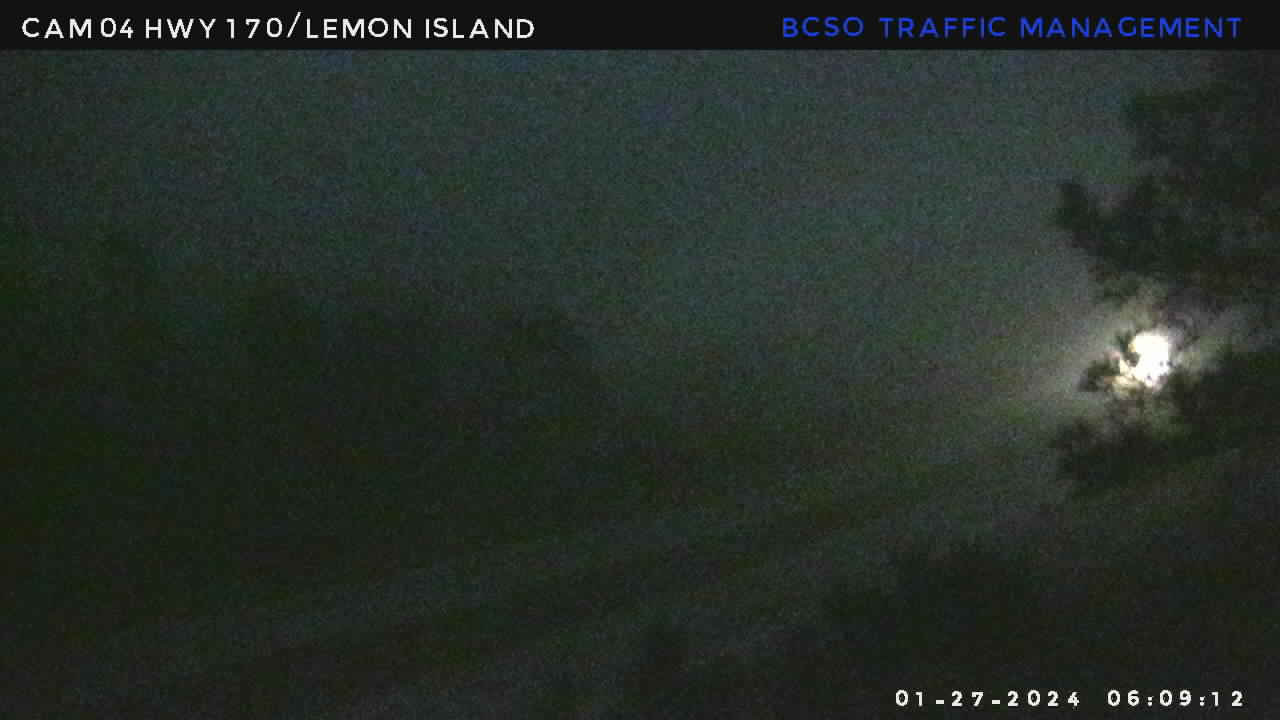 CAM04 HWY 170/LEMON ISLAND
BCSO TRAFFIC MANAGEMENT
01-27-2024 06:09:12